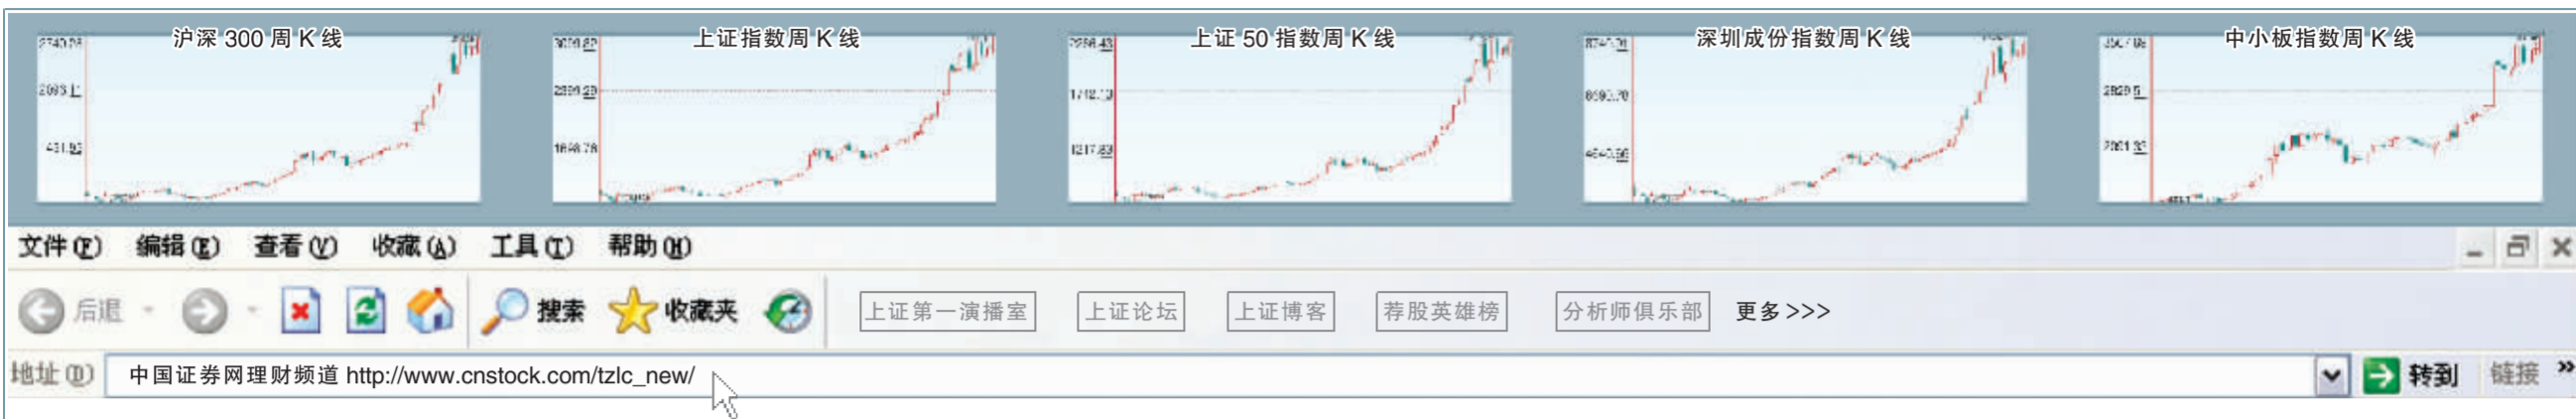 沪深 300 周 K 线
上证指数周 K 线
上证 50 指数周 K 线
深圳成份指数周 K 线
中小板指数周 K 线
文件(F) 编辑(E) 查看(V) 收藏(A) 工具(T) 帮助(H)
后退 搜索 收藏夹 上证第一演播室 上证论坛 上证博客 荐股英雄榜 分析师俱乐部 更多>>>
地址(D) 中国证券网理财频道 http://www.cnstock.com/tzlc_new/ 转到 链接 »